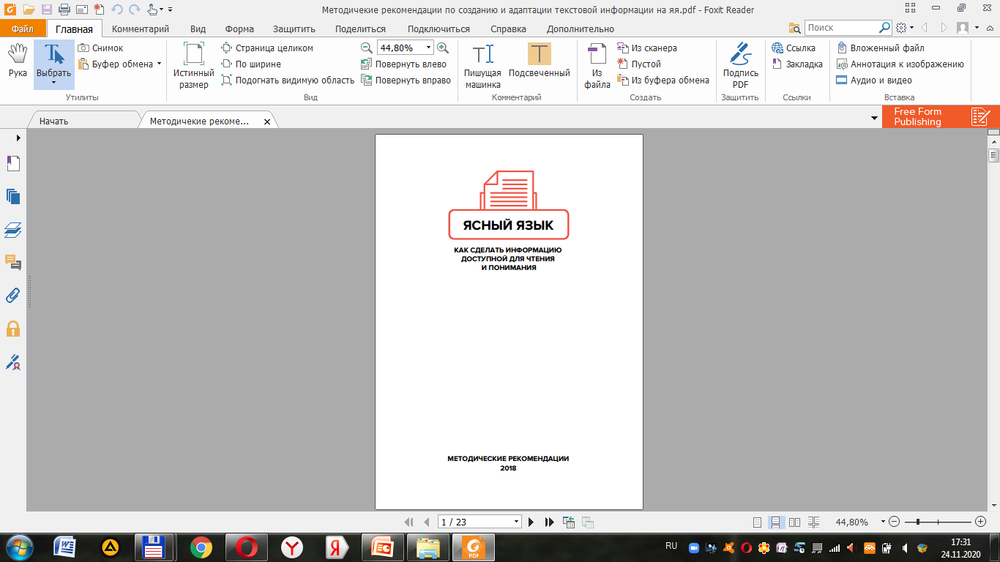 Методичекие рекомендации по созданию и адаптации текстовой информации на яя.pdf - Foxit Reader
Файл Главная Комментарий Вид Форма Защитить Поделиться Подключиться Справка Дополнительно Поиск
Рука
Выбрать
Снимок
Буфер обмена
Утилиты
Истинный
размер
Страница целиком
По ширине
Подогнать видимую область
44,80%
Повернуть влево
Повернуть вправо
Вид
Пишущая
машинка
Подсвеченный
Комментарий
Из
файла
Из сканера
Пустой
Из буфера обмена
Создать
Подпись
PDF
Защитить
Ссылка
Закладка
Ссылки
Вложенный файл
Аннотация к изображению
Аудио и видео
Вставка
Начать
Методичекие рекоме...
Free Form
Publishing
ЯСНЫЙ ЯЗЫК
КАК СДЕЛАТЬ ИНФОРМАЦИЮ
ДОСТУПНОЙ ДЛЯ ЧТЕНИЯ
И ПОНИМАНИЯ
МЕТОДИЧЕСКИЕ РЕКОМЕНДАЦИИ
2018
1 / 23
44,80%
RU
17:31
24.11.2020